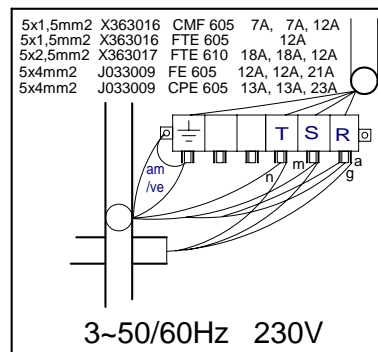 5x1,5mm2 X363016 CMF 605 7A, 7A, 12A
5x1,5mm2 X363016 FTE 605 12A
5x2,5mm2 X363017 FTE 610 18A, 18A, 12A
5x4mm2 J033009 FE 605 12A, 12A, 21A
5x4mm2 J033009 CPE 605 13A, 13A, 23A
T S R
am
/ve
n m a
g
3~50/60Hz 230V